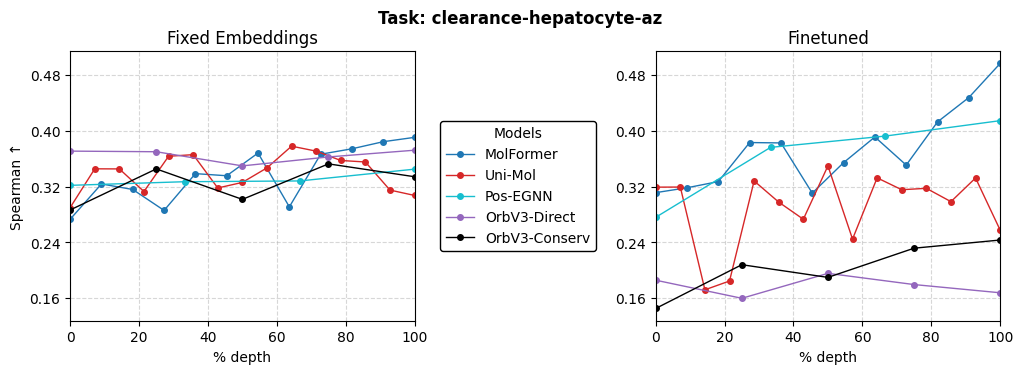 Task: clearance-hepatocyte-az
Fixed Embeddings
Finetuned
Spearman ↑
0.48
0.40
0.32
0.24
0.16
0 20 40 60 80 100
% depth
Models
MolFormer
Uni-Mol
Pos-EGNN
OrbV3-Direct
OrbV3-Conserv
0.48
0.40
0.32
0.24
0.16
0 20 40 60 80 100
% depth